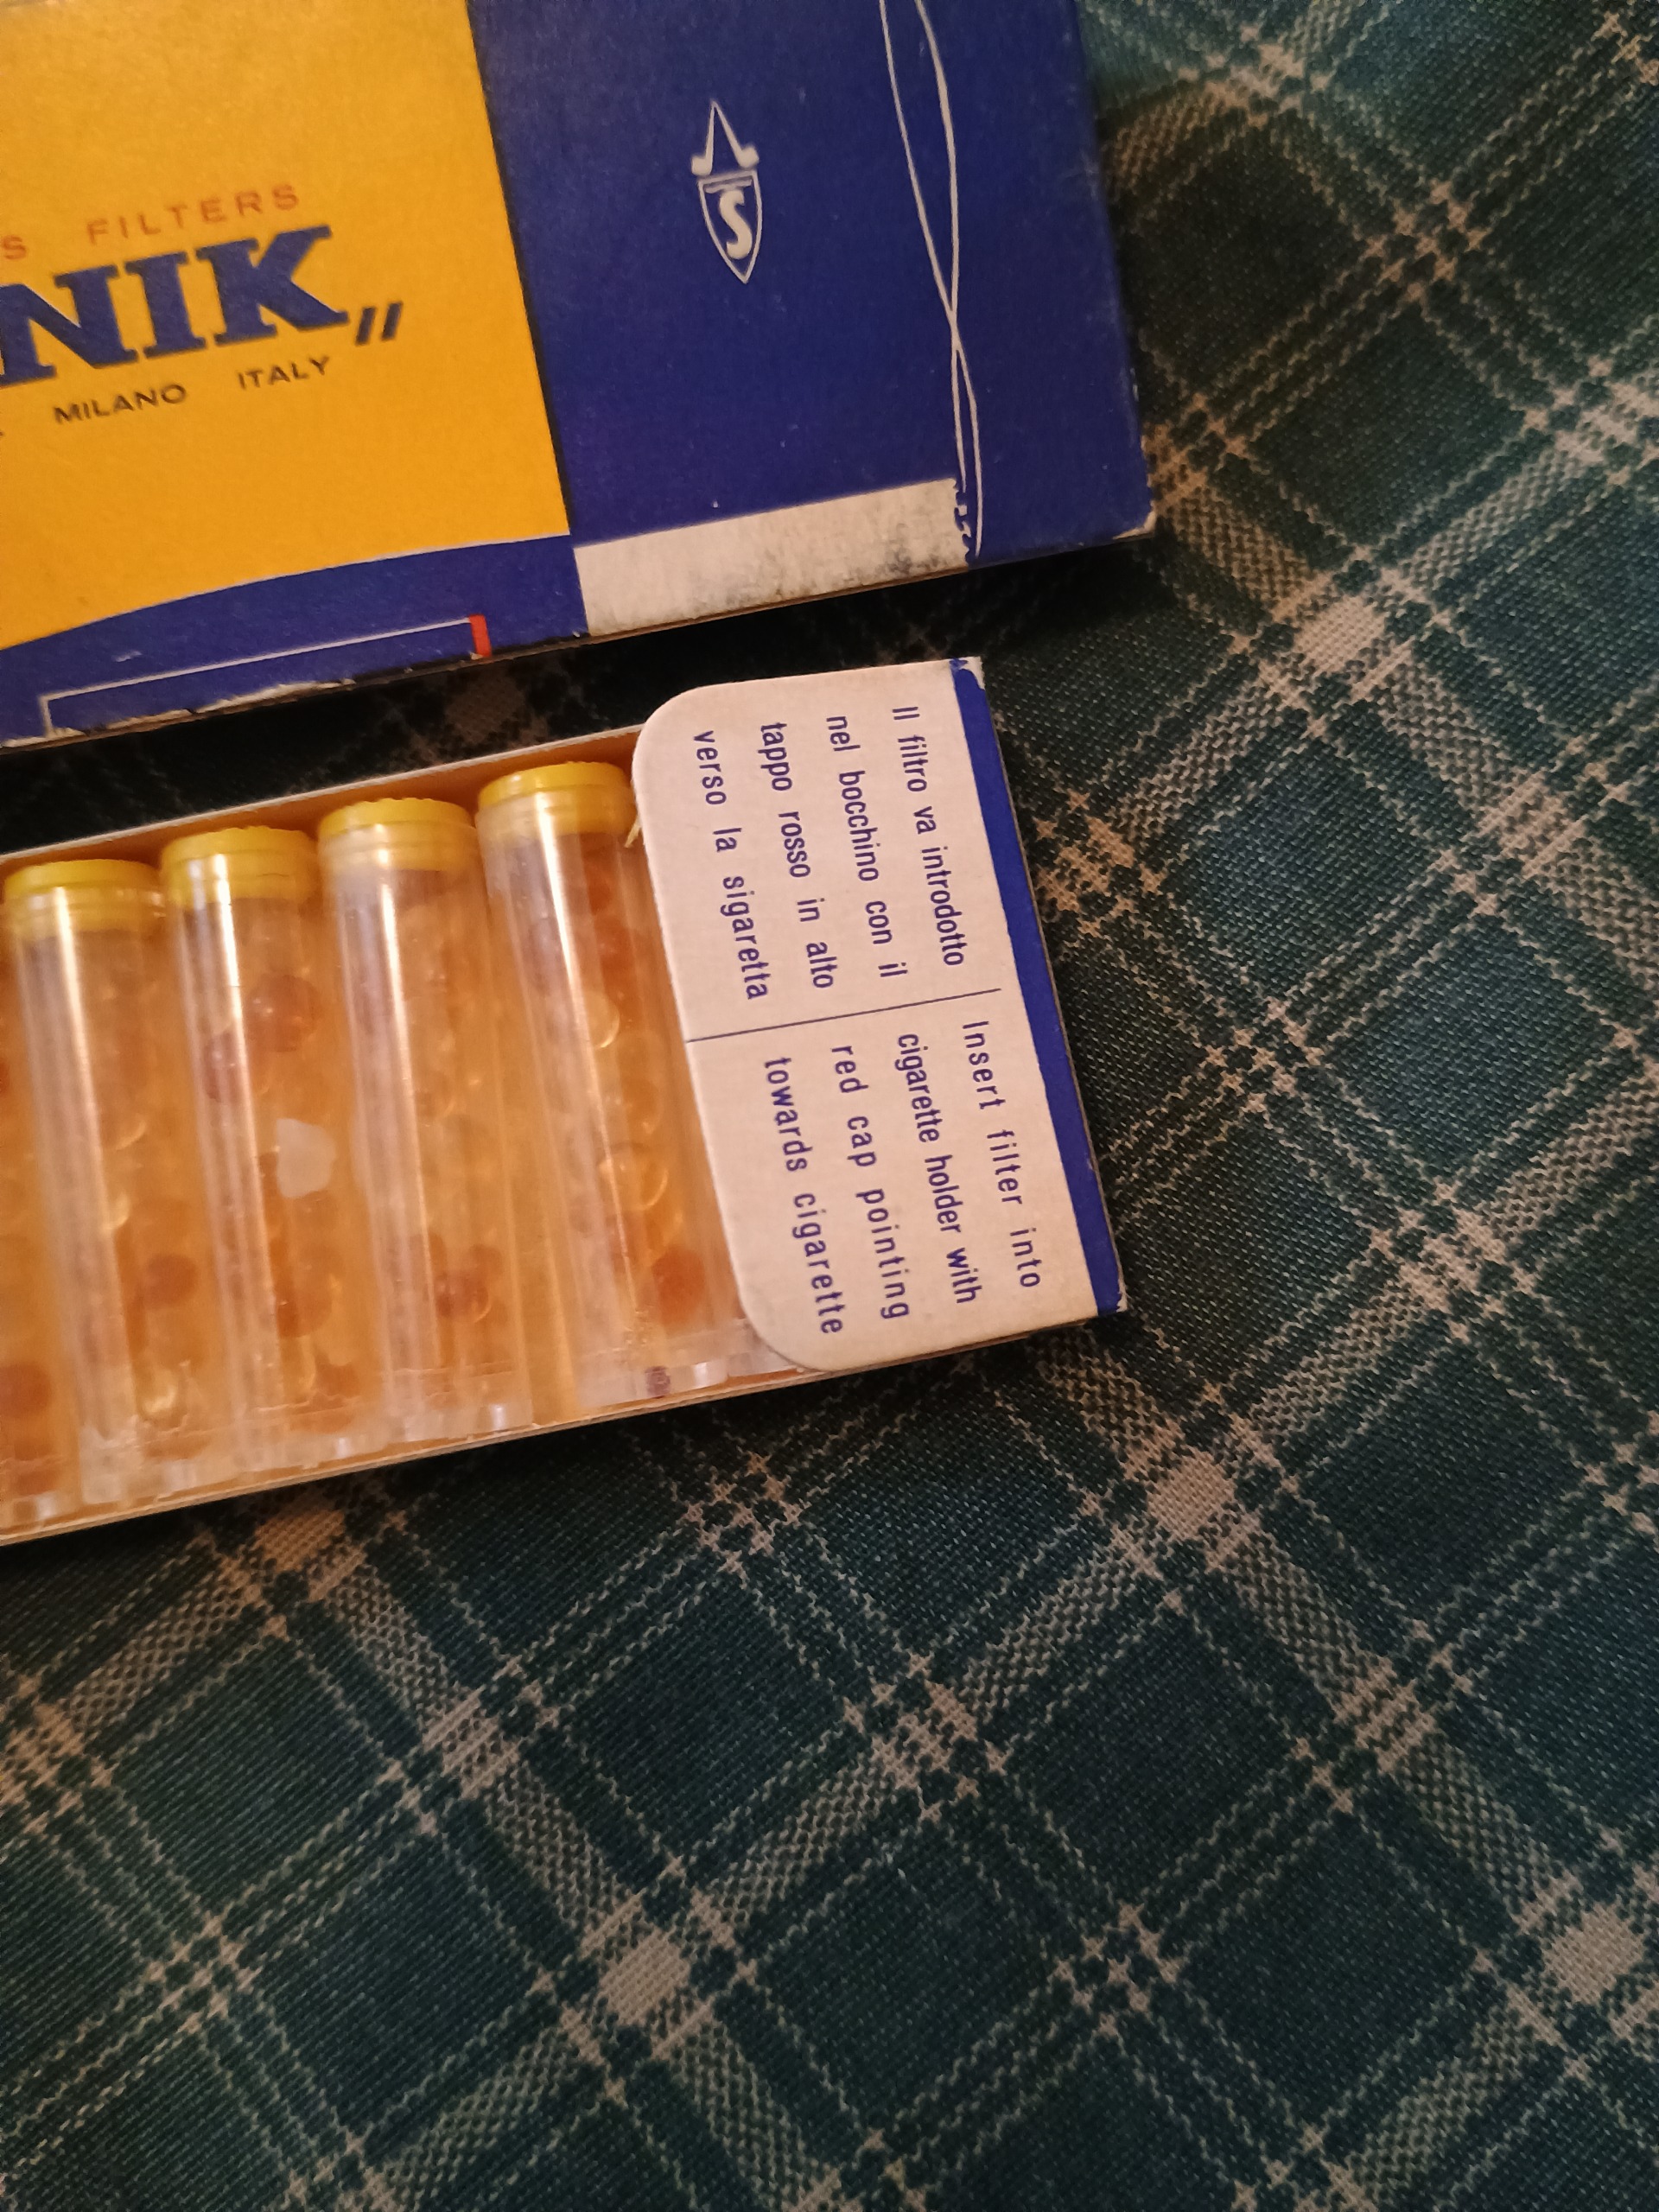 S FILTERS
NIK„
MILANO ITALY
S
Il filtro va introdotto
nel bocchino con il
tappo rosso in alto
verso la sigaretta
Insert filter into
cigarette holder with
red cap pointing
towards cigarette